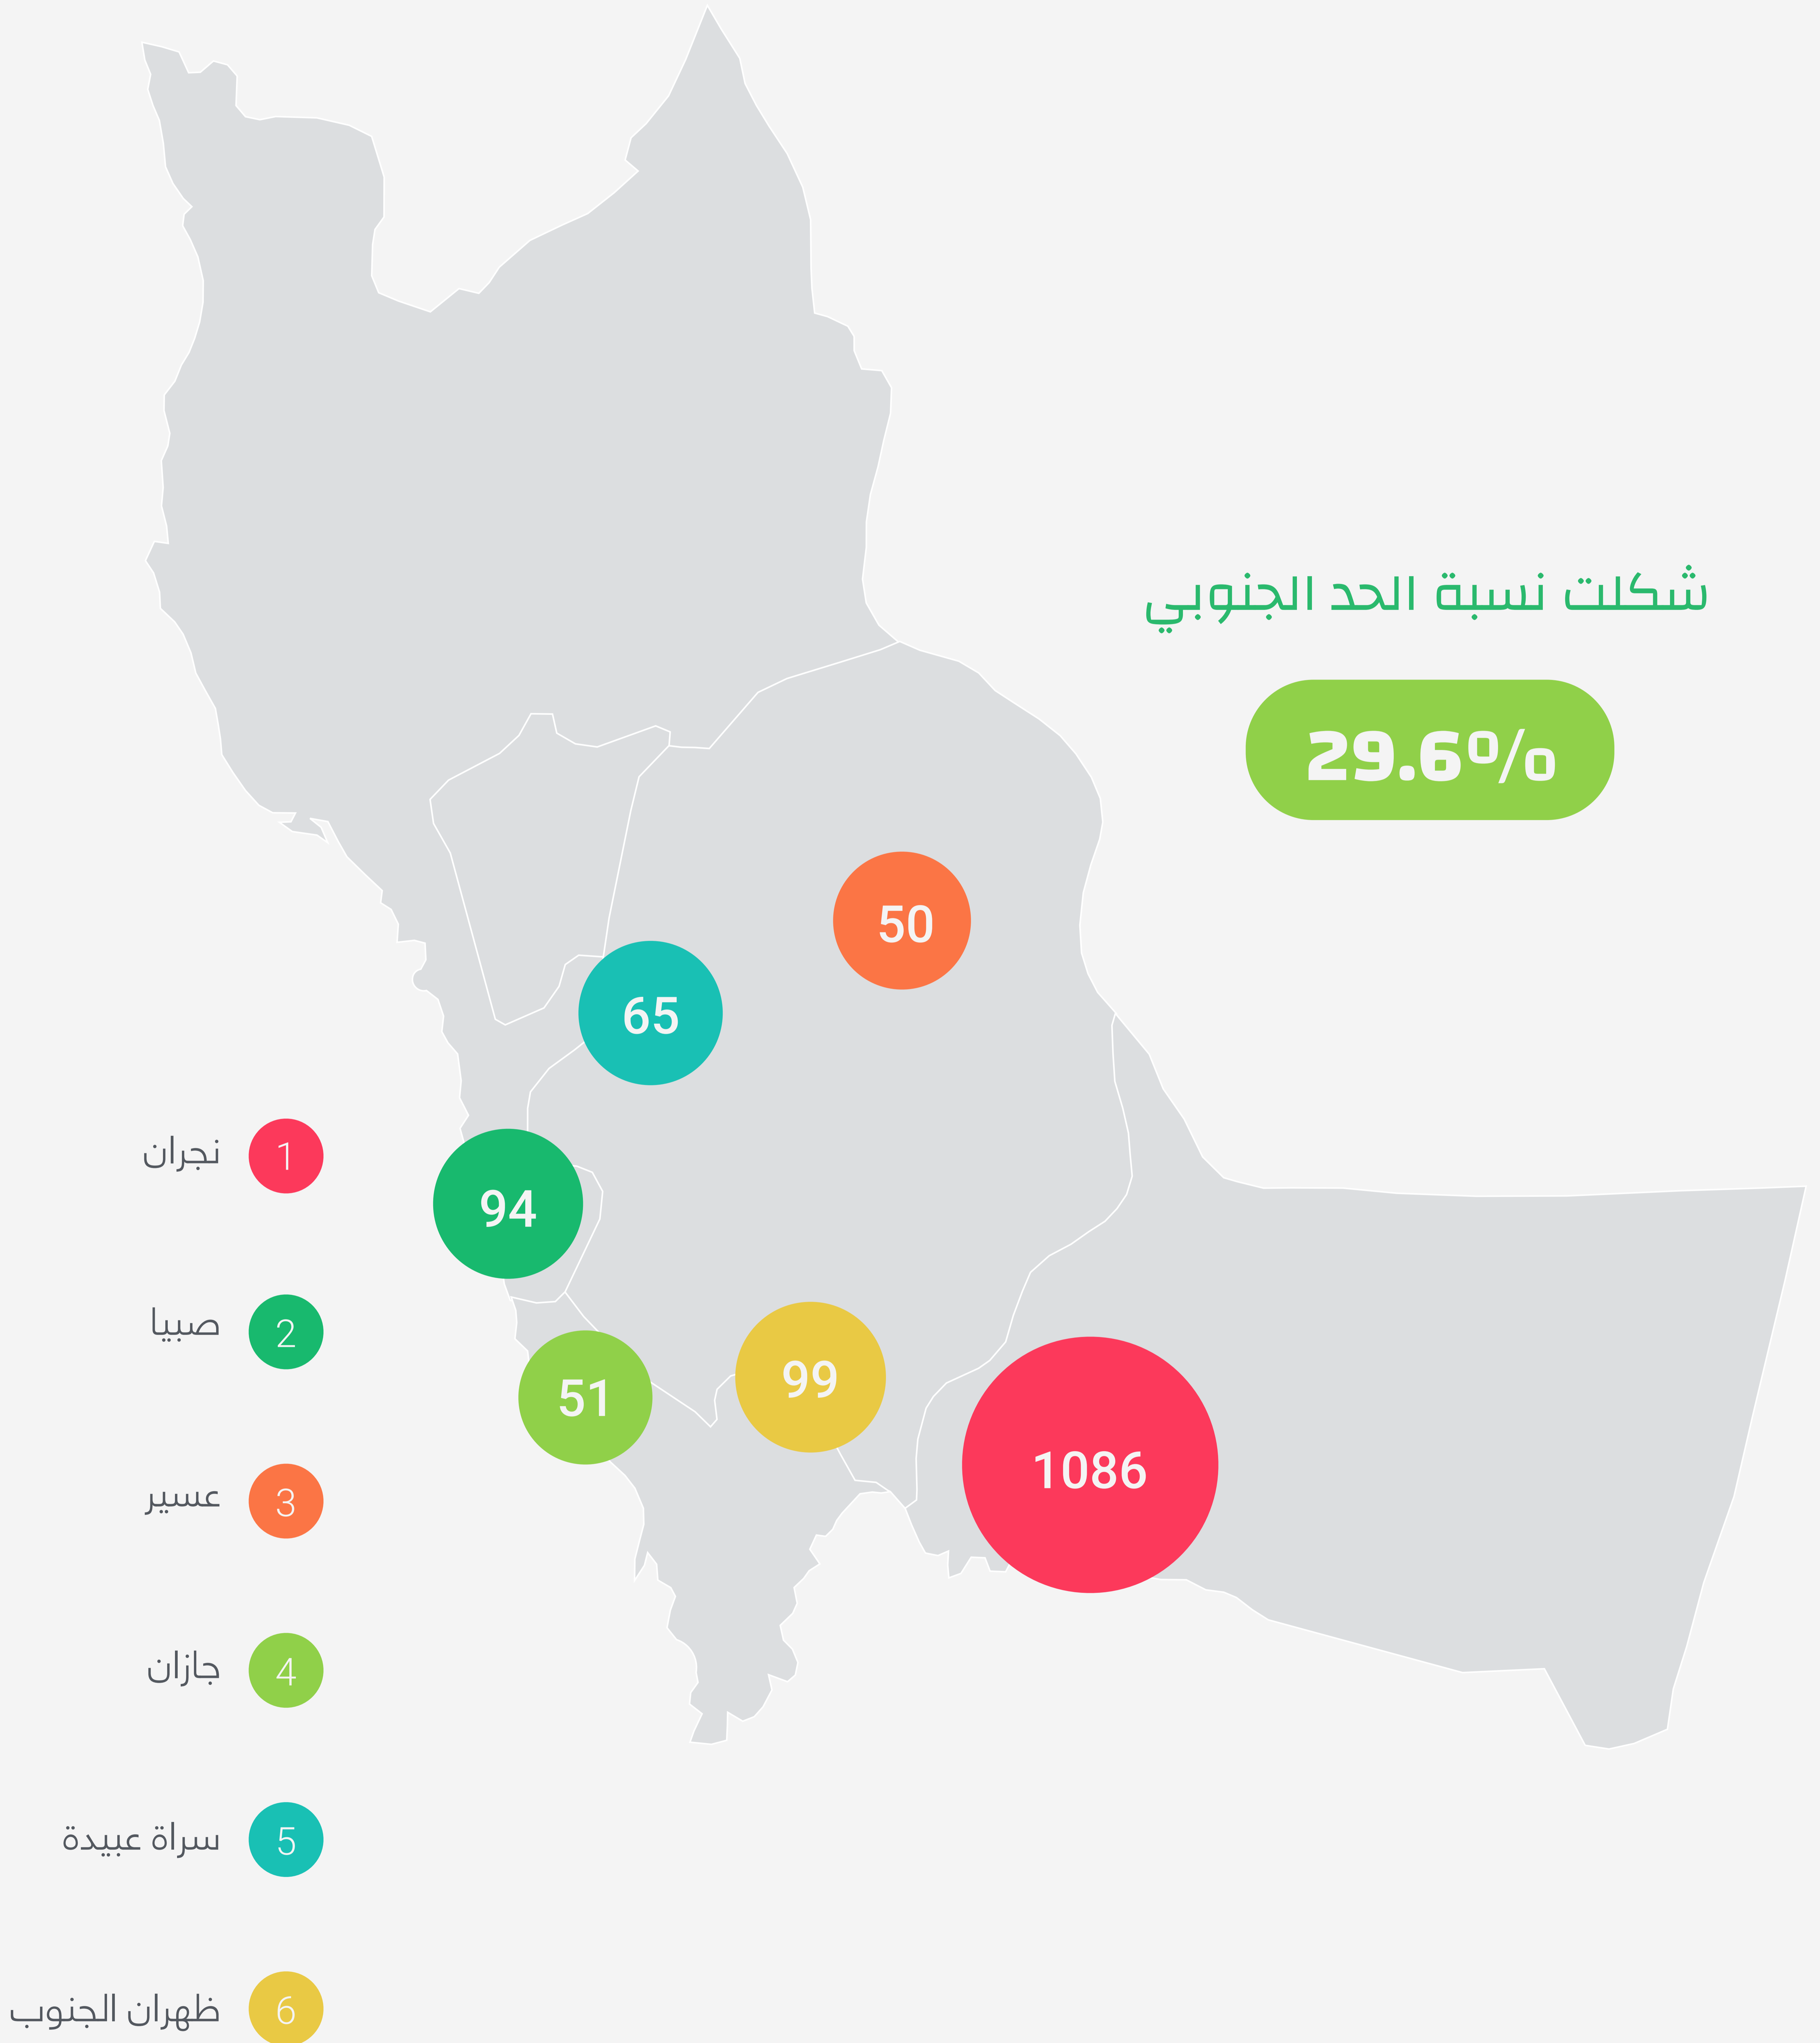 شكلت نسبة الحد الجنوبي
29.6%
50
65
94
99
51
1086
1 نجران
2 صبيا
3 عسير
4 جازان
5 سراة عبيدة
6 ظهران الجنوب